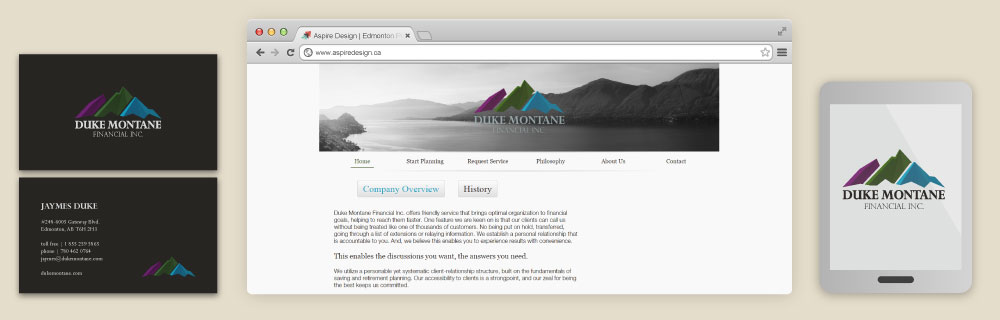 DUKE MONTANE
FINANCIAL INC.
JAYMES DUKE
Edmonton, AB T6H 2H3
toll free | 1 855 259 5865
phone | 780 462 0764
jaymes@dukemontane.com
dukemontane.com
Aspire Design | Edmonton
www.aspiredesign.ca
DUKE MONTANE
FINANCIAL INC.
Home Start Planning Request Service Philosophy About Us Contact
Company Overview History
Duke Montane Financial Inc. offers friendly service that brings optimal organization to financial
goals, helping to reach them faster. One feature we are keen on is that our clients can call us
without being treated like one of thousands of customers. No being put on hold, transferred,
going through a list of extensions or relaying information. We establish a personal relationship that
is accountable to you. And, we believe this enables you to experience results with convenience.
This enables the discussions you want, the answers you need.
We utilize a personable yet systematic client-relationship structure, built on the fundamentals of
saving and retirement planning. Our accessibility to clients is a strongpoint, and our zeal for being
the best keeps us committed.
DUKE MONTANE
FINANCIAL INC.